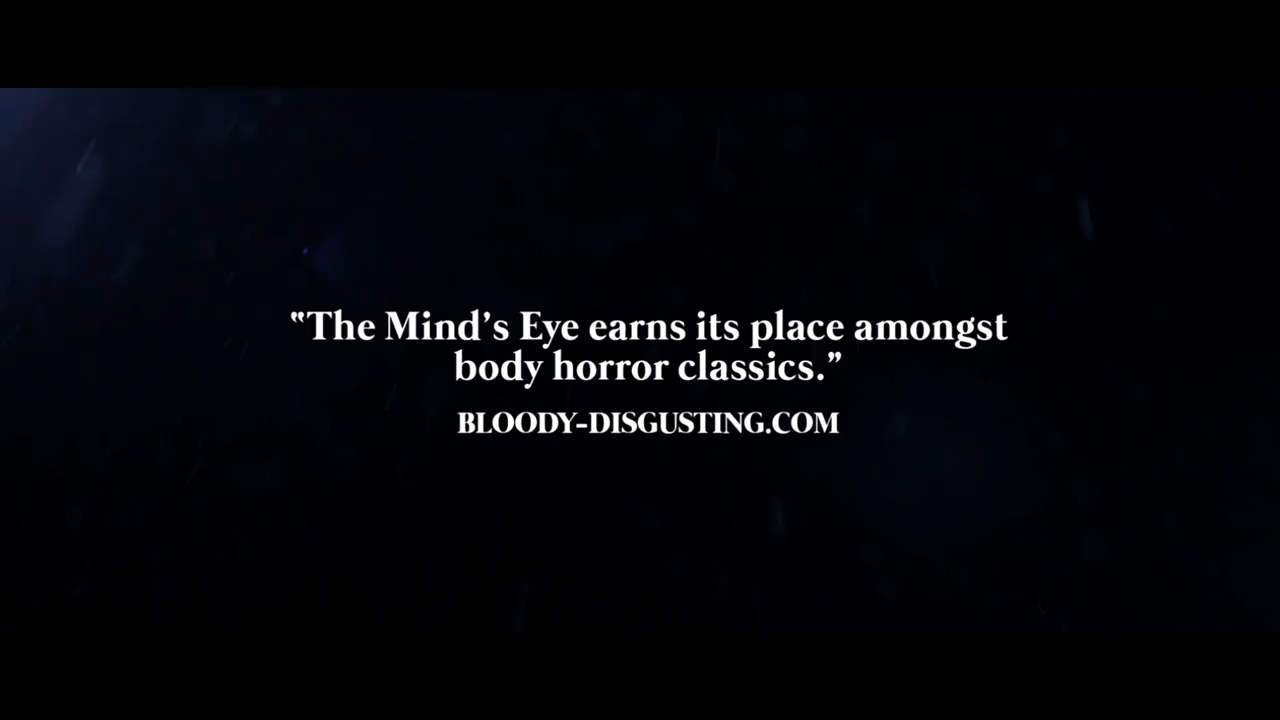 “The Mind’s Eye earns its place amongst
body horror classics.”
BLOODY-DISGUSTING.COM